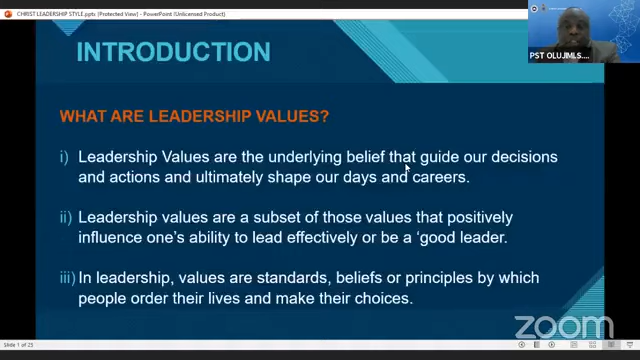 CHRIST LEADERSHIP STYLE.pptx [Protected View] - PowerPoint (Unlicensed Product)
PST OLUJIMI.S....
INTRODUCTION
WHAT ARE LEADERSHIP VALUES?
i) Leadership Values are the underlying belief that guide our decisions
and actions and ultimately shape our days and careers.
ii) Leadership values are a subset of those values that positively
influence one's ability to lead effectively or be a 'good leader.
iii) In leadership, values are standards, beliefs or principles by which
people order their lives and make their choices.
zoom
Slide 1 of 25